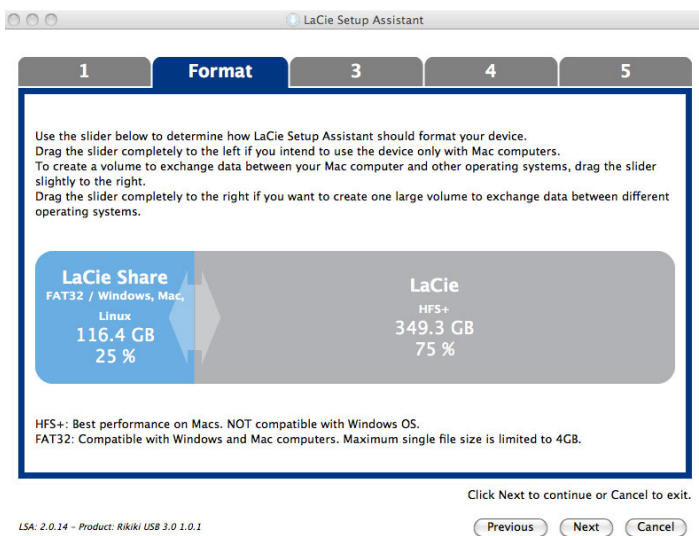 LaCie Setup Assistant
1 Format 3 4 5
Use the slider below to determine how LaCie Setup Assistant should format your device.
Drag the slider completely to the left if you intend to use the device only with Mac computers.
To create a volume to exchange data between your Mac computer and other operating systems, drag the slider
slightly to the right.
Drag the slider completely to the right if you want to create one large volume to exchange data between different
operating systems.
LaCie Share
FAT32 / Windows, Mac,
Linux
116.4 GB
25 %
LaCie
HFS+
349.3 GB
75 %
HFS+: Best performance on Macs. NOT compatible with Windows OS.
FAT32: Compatible with Windows and Mac computers. Maximum single file size is limited to 4GB.
Click Next to continue or Cancel to exit.
LSA: 2.0.14 – Product: Rikiki USB 3.0 1.0.1
Previous Next Cancel